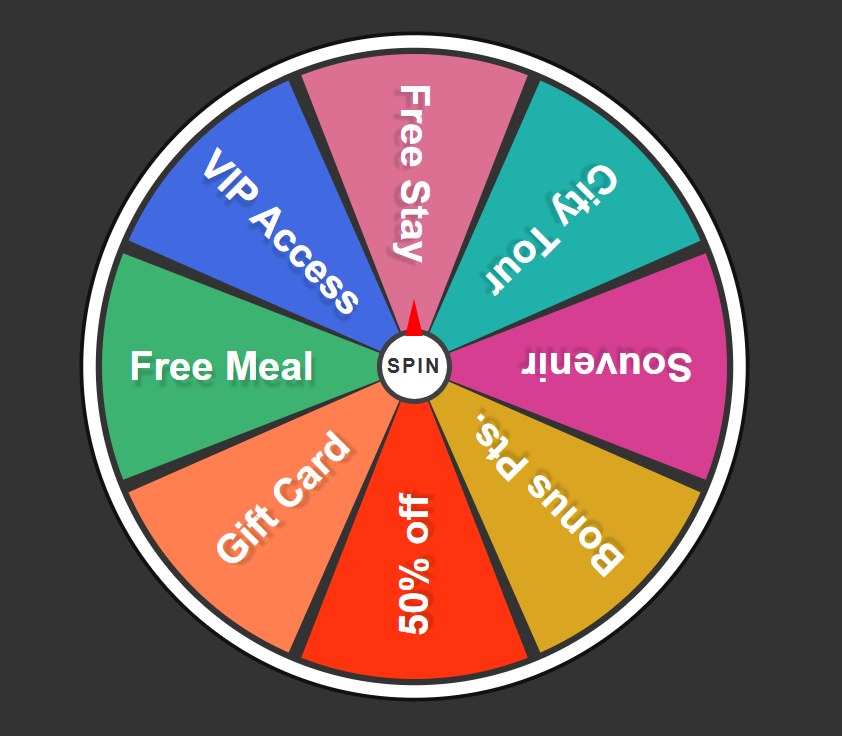 Free Stay
City Tour
Souvenir
Bonus Pts.
50% off
Gift Card
Free Meal
VIP Access
SPIN